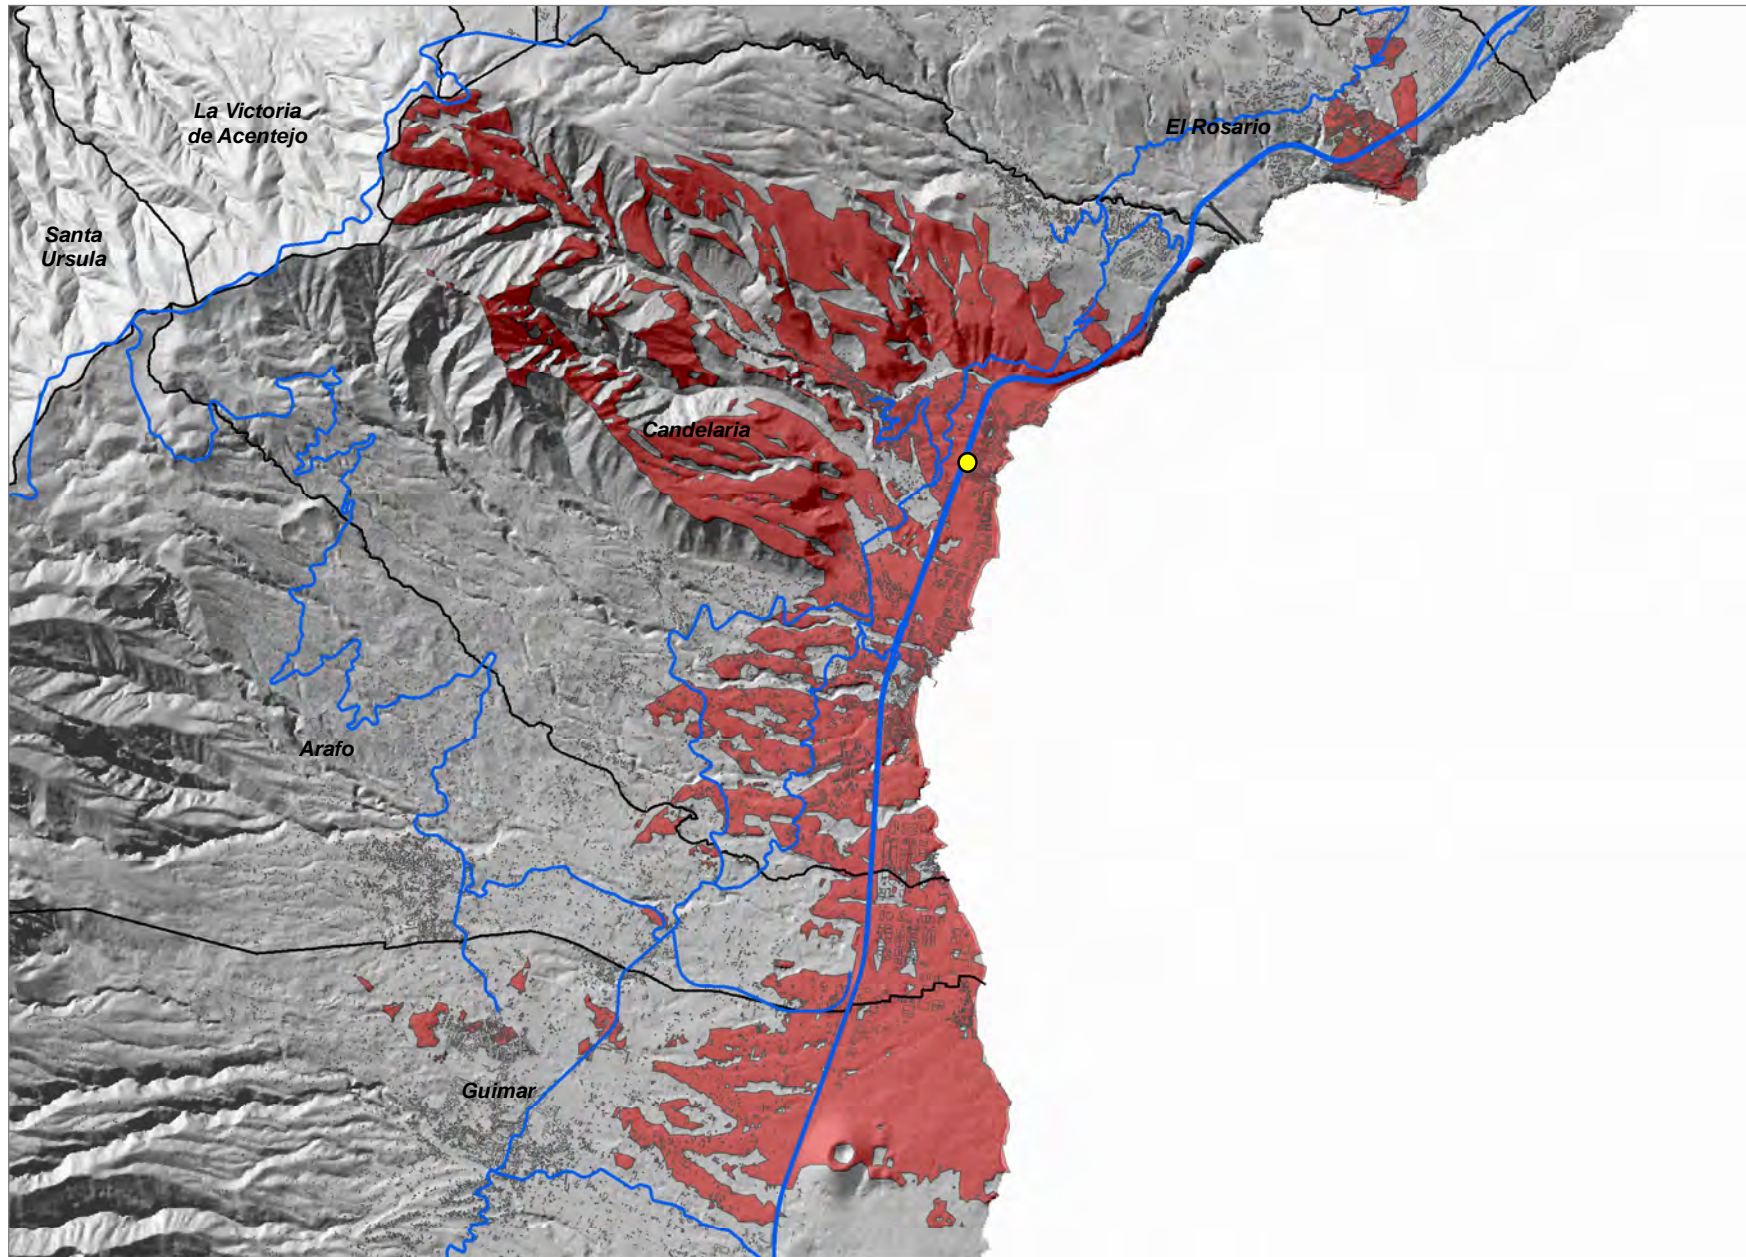 La Victoria
de Acentejo
El Rosario
Santa
Ursula
Candelaria
Arafo
Guimar